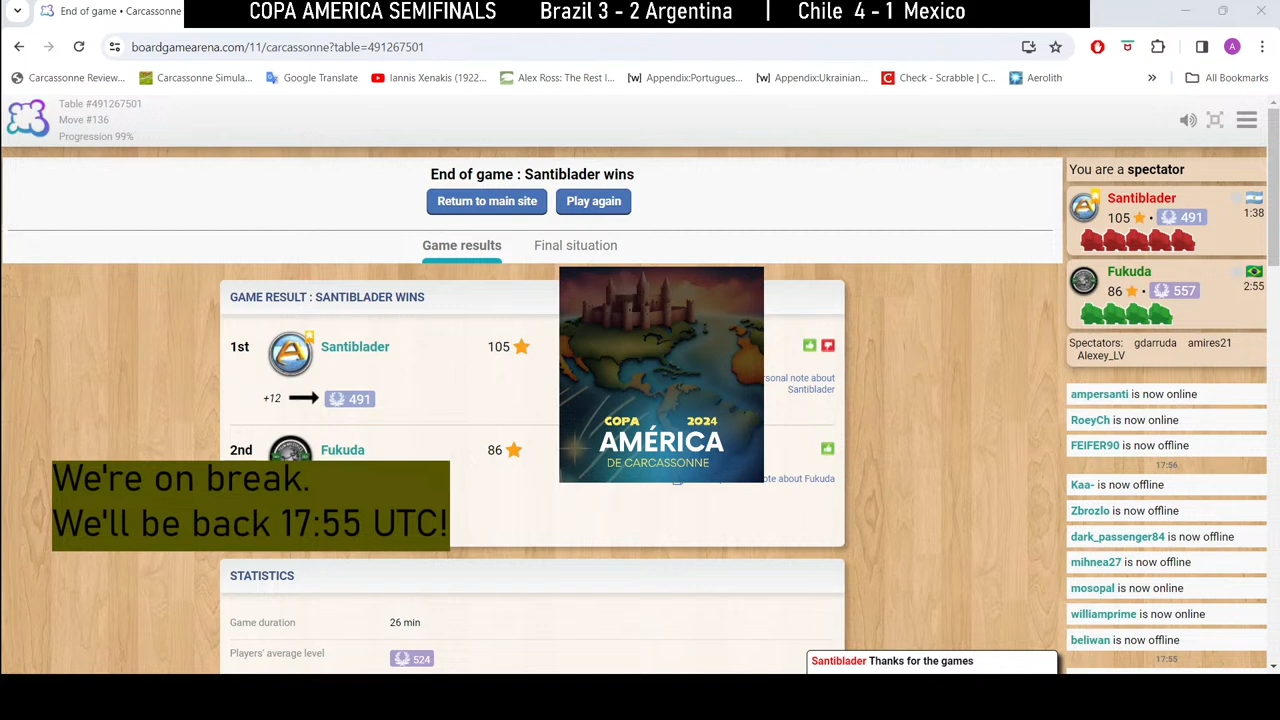 COPA AMERICA SEMIFINALS Brazil 3 - 2 Argentina | Chile 4 - 1 Mexico
End of game • Carcassonne
boardgamearena.com/11/carcassonne?table=491267501
A
Carcassonne Review...
Carcassonne Simula...
Google Translate
Iannis Xenakis (1922...
Alex Ross: The Rest I...
[w] Appendix:Portugues...
[w] Appendix:Ukrainian...
C Check - Scrabble | C...
Aerolith
»
All Bookmarks
Table #491267501
Move #136
Progression 99%
End of game : Santiblader wins
Return to main site
Play again
Game results
Final situation
GAME RESULT : SANTIBLADER WINS
1st
Santiblader
105
+12
491
sonal note about
Santiblader
2nd
Fukuda
86
te about Fukuda
COPA 2024
AMÉRICA
DE CARCASSONNE
We're on break.
We'll be back 17:55 UTC!
STATISTICS
Game duration
26 min
Players' average level
524
You are a spectator
Santiblader
105 • 491
1:38
Fukuda
86 • 557
2:55
Spectators: gdarruda amires21
Alexey_LV
ampersanti is now online
RoeyCh is now online
FEIFER90 is now online
17:56
Kaa- is now offline
Zbrozlo is now offline
dark_passenger84 is now offline
mihnea27 is now offline
mosopal is now online
williamprime is now online
beliwan is now offline
17:55
Santiblader Thanks for the games